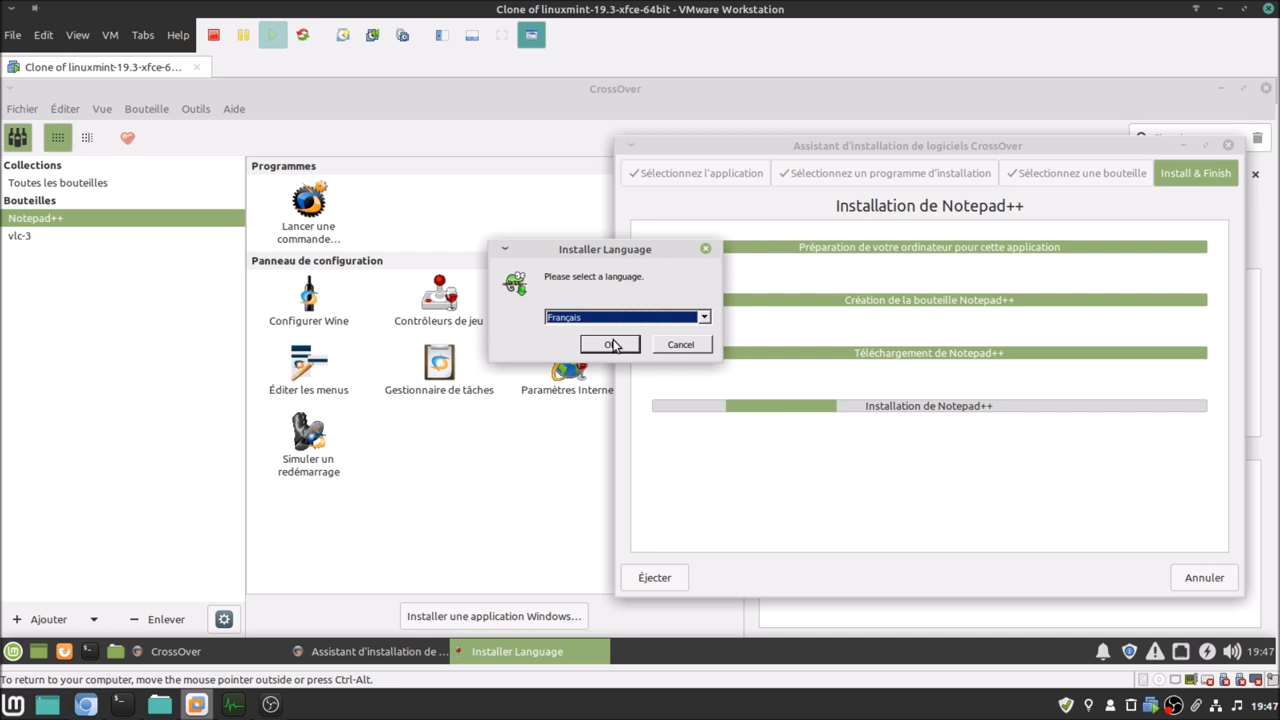 Clone of linuxmint-19.3-xfce-64bit - VMware Workstation
File Edit View VM Tabs Help
Clone of linuxmint-19.3-xfce-6...
CrossOver
Fichier Éditer Vue Bouteille Outils Aide
Collections
Toutes les bouteilles
Bouteilles
Notepad++
vlc-3
Programmes
Lancer une
commande...
Panneau de configuration
Configurer Wine
Contrôleurs de jeu
Éditer les menus
Gestionnaire de tâches
Paramètres Interne
Simuler un
redémarrage
Installer une application Windows...
Ajouter
Enlever
Assistant d'installation de logiciels CrossOver
Sélectionnez l'application
Sélectionnez un programme d'installation
Sélectionnez une bouteille
Install & Finish
Installation de Notepad++
Préparation de votre ordinateur pour cette application
Création de la bouteille Notepad++
Téléchargement de Notepad++
Installation de Notepad++
Éjecter
Annuler
Installer Language
Please select a language.
Français
Cancel
CrossOver
Assistant d'installation de ...
Installer Language
19:47
To return to your computer, move the mouse pointer outside or press Ctrl-Alt.
19:47